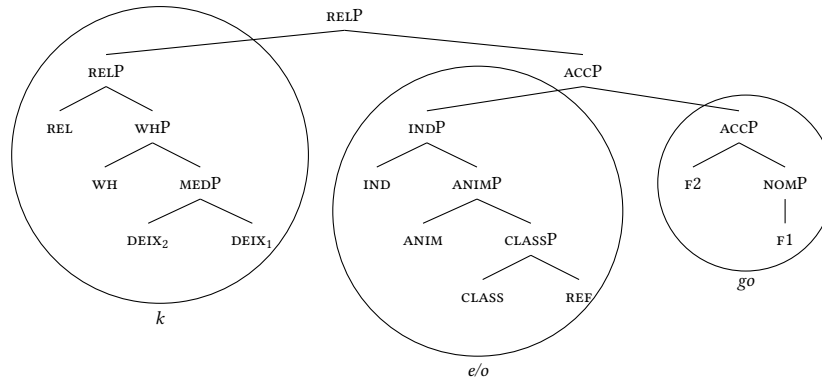 RELP
RELP ACCP
REL WHP INDP ACCP
WH MEDP IND ANIMP F2 NOMP
DEIX₂ DEIX₁ ANIM CLASSP F1
CLASS REF
k
go
e/o